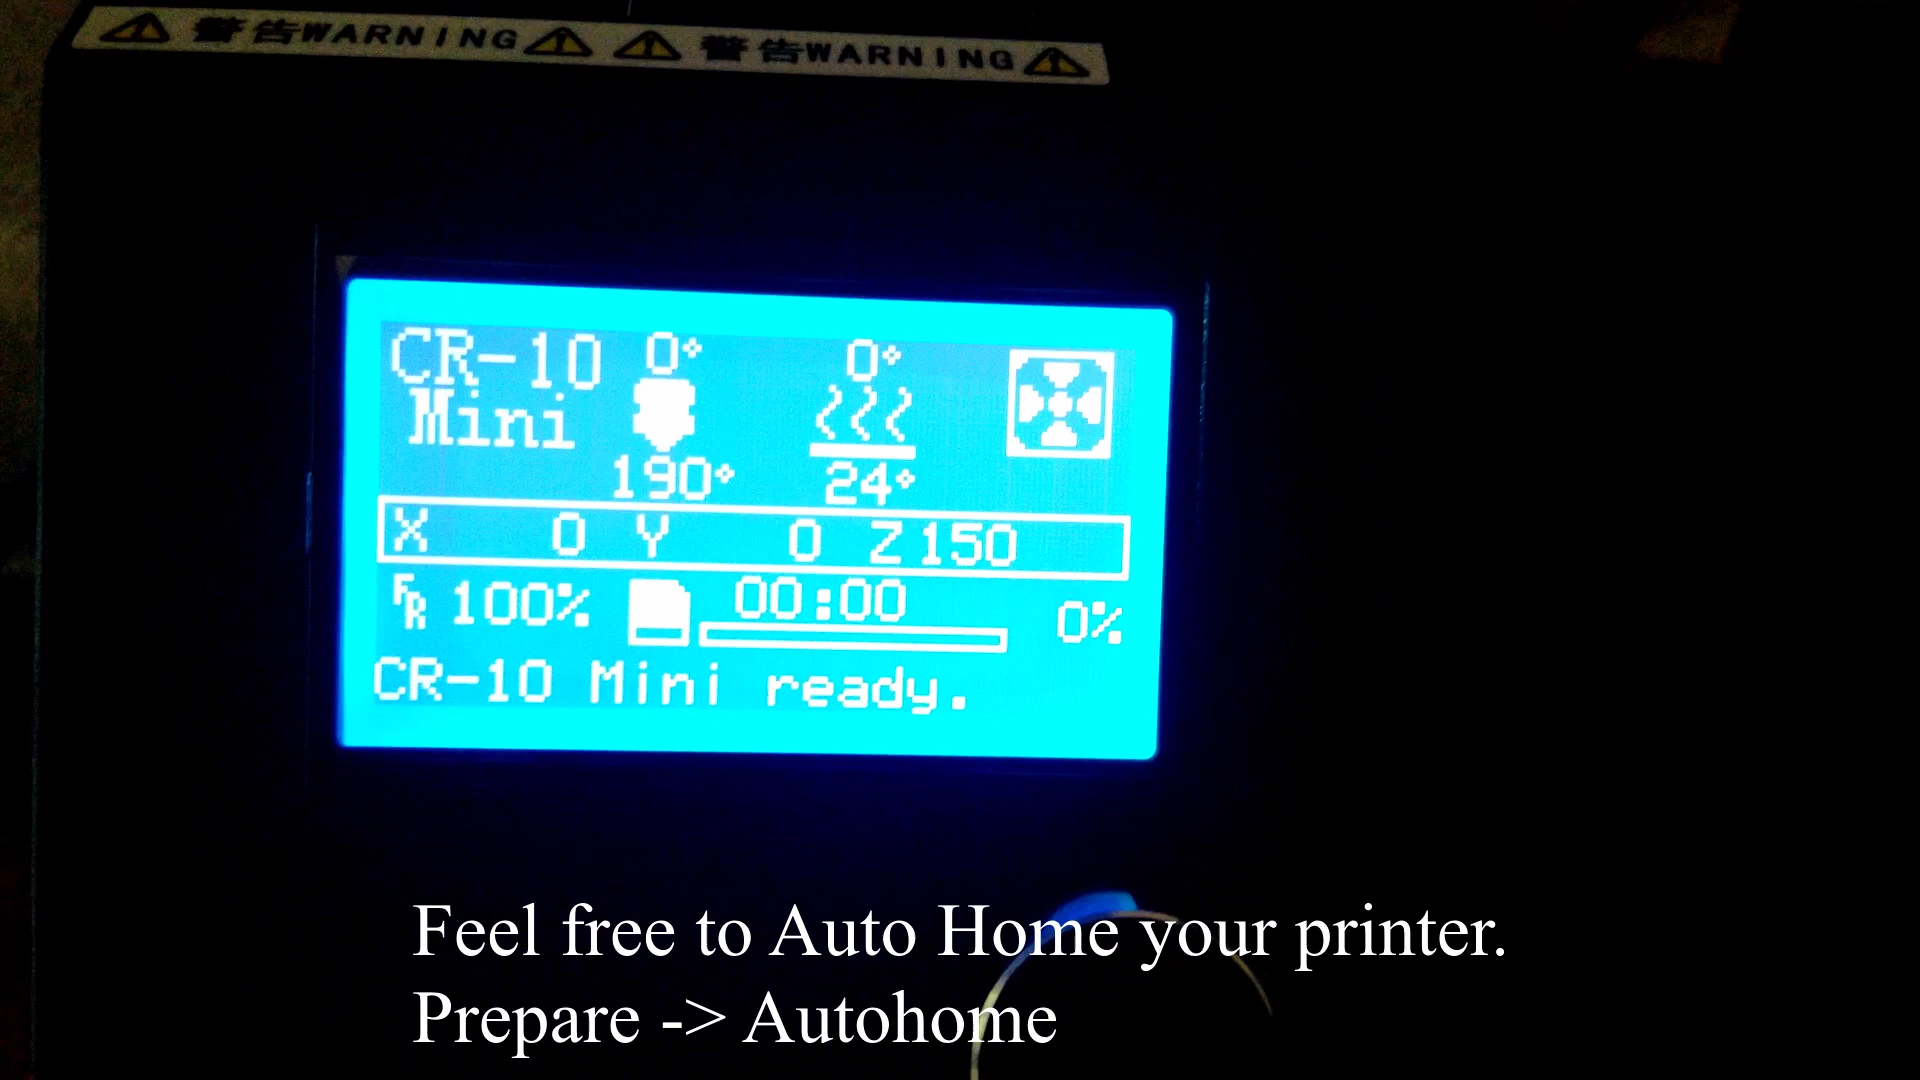 警告WARNING 警告WARNING
CR-10 0° 0°
Mini
190° 24°
X 0 Y 0 Z150
FR 100% 00:00 0%
CR-10 Mini ready.
Feel free to Auto Home your printer.
Prepare -> Autohome